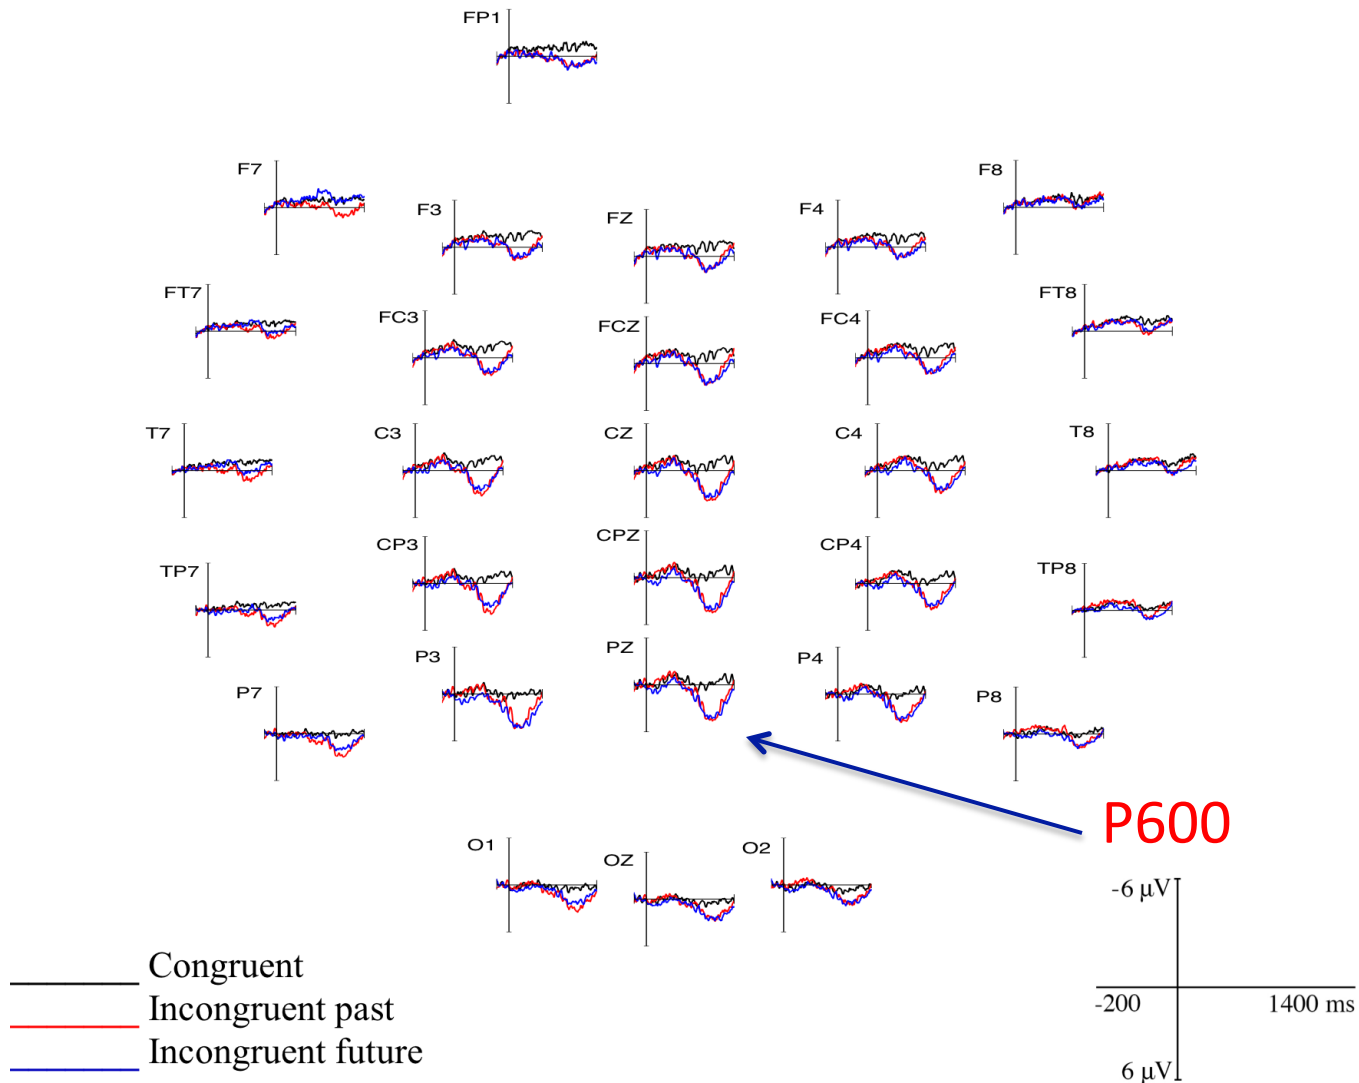 FP1
F7
F8
F3
FZ
F4
FT7
FT8
FC3
FCZ
FC4
T7
C3
CZ
C4
T8
CP3
CPZ
CP4
TP7
TP8
P3
PZ
P4
P7
P8
P600
O1
OZ
O2
-6 μV
Congruent
-200 1400 ms
Incongruent past
Incongruent future
6 μV